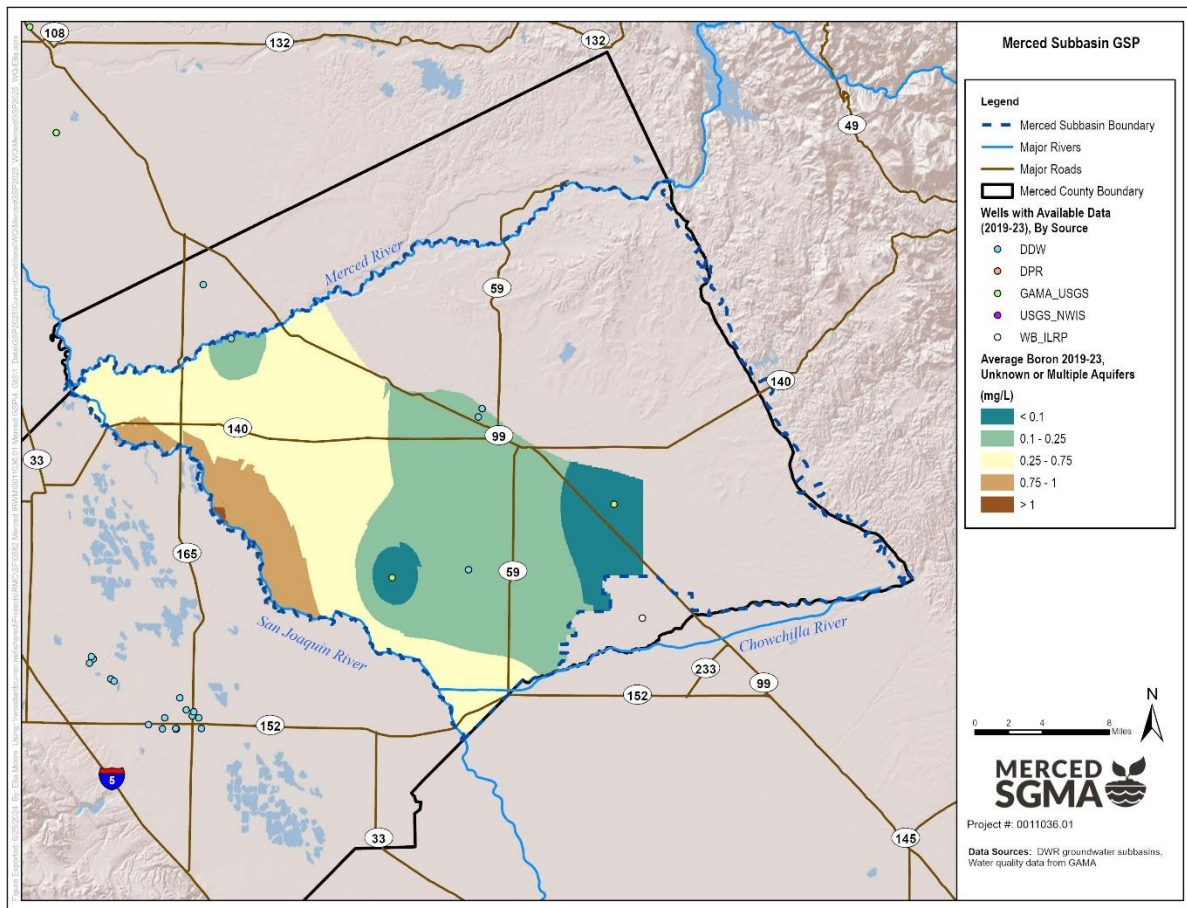 Merced Subbasin GSP
Legend
Merced Subbasin Boundary
Major Rivers
Major Roads
Merced County Boundary
Wells with Available Data
(2019-23), By Source
DDW
DPR
GAMA_USGS
USGS_NWIS
WB_ILRP
Average Boron 2019-23,
Unknown or Multiple Aquifers
(mg/L)
< 0.1
0.1 - 0.25
0.25 - 0.75
0.75 - 1
> 1
N
0 2 4 8
Miles
MERCED
SGMA
Project #: 0011036.01
Data Sources: DWR groundwater subbasins,
Water quality data from GAMA
108
132
132
49
Merced River
59
140
140
99
33
165
59
San Joaquin River
Chowchilla River
233
99
152
152
5
33
145